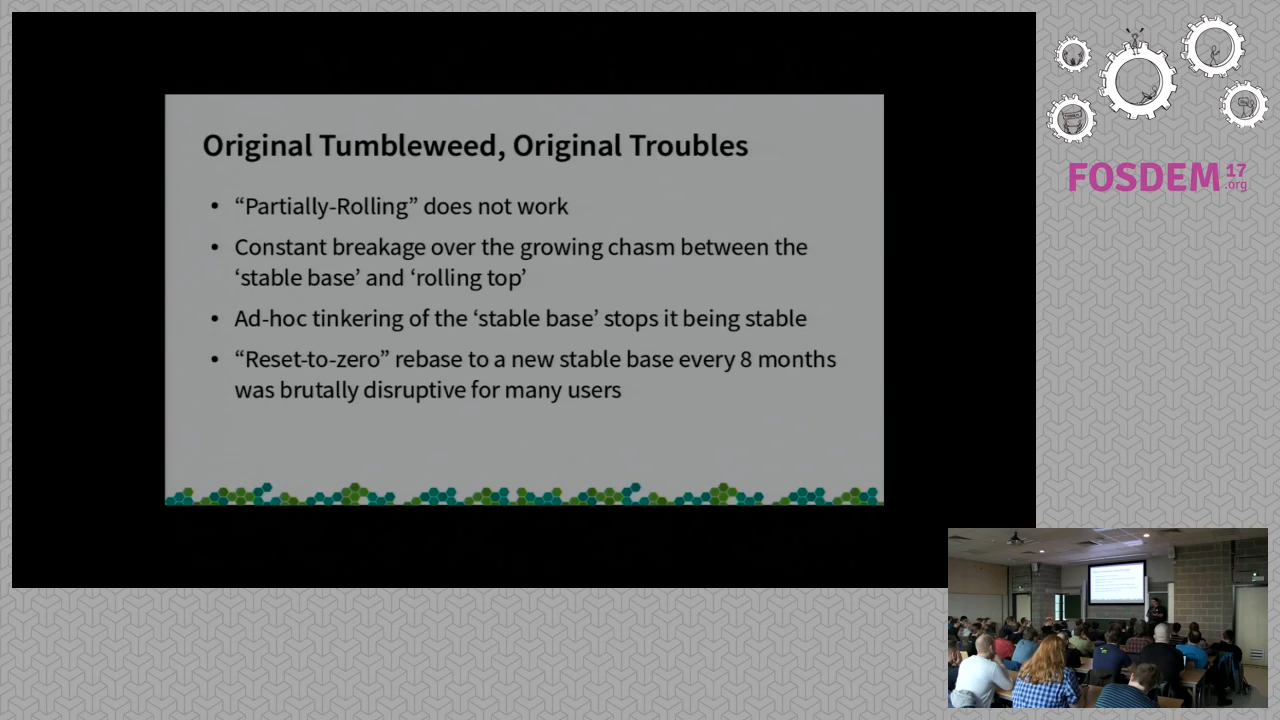 Original Tumbleweed, Original Troubles
• “Partially-Rolling” does not work
• Constant breakage over the growing chasm between the
‘stable base’ and ‘rolling top’
• Ad-hoc tinkering of the ‘stable base’ stops it being stable
• “Reset-to-zero” rebase to a new stable base every 8 months
was brutally disruptive for many users
FOSDEM 17
.org